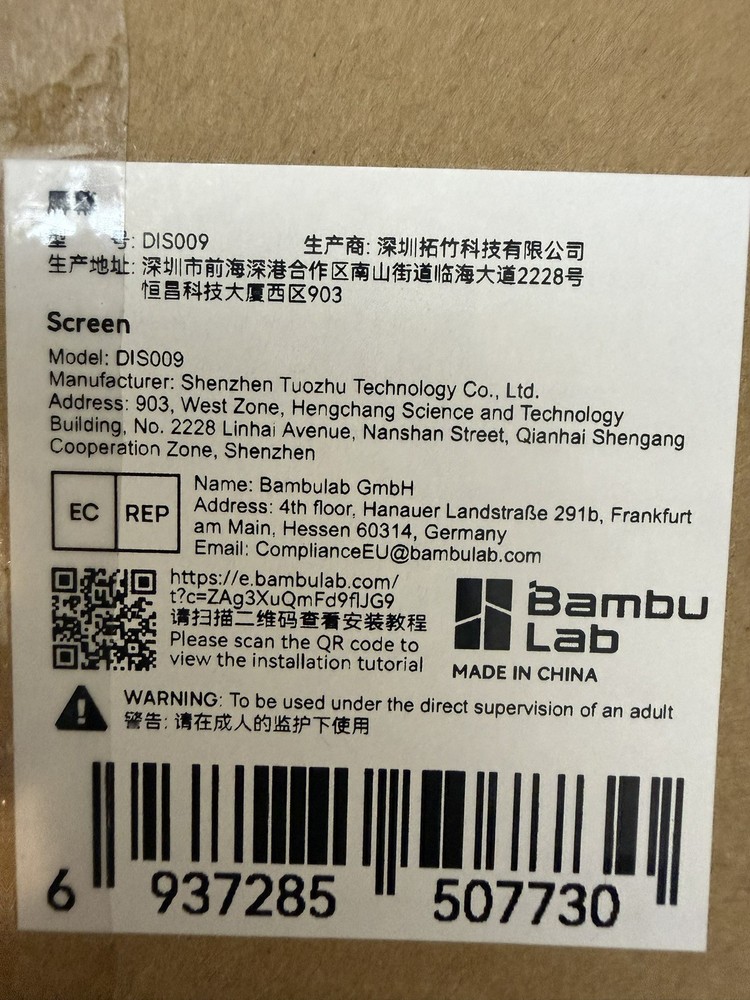 屏幕
型 号: DIS009 生产商: 深圳拓竹科技有限公司
生产地址: 深圳市前海深港合作区南山街道临海大道2228号
恒昌科技大厦西区903
Screen
Model: DIS009
Manufacturer: Shenzhen Tuozhu Technology Co., Ltd.
Address: 903, West Zone, Hengchang Science and Technology
Building, No. 2228 Linhai Avenue, Nanshan Street, Qianhai Shengang
Cooperation Zone, Shenzhen
EC REP
Name: Bambulab GmbH
Address: 4th floor, Hanauer Landstraße 291b, Frankfurt
am Main, Hessen 60314, Germany
Email: ComplianceEU@bambulab.com
https://e.bambulab.com/
t?c=ZAg3XuQmFd9flJG9
请扫描二维码查看安装教程
Please scan the QR code to
view the installation tutorial
Bambu
Lab
MADE IN CHINA
WARNING: To be used under the direct supervision of an adult
警告: 请在成人的监护下使用
6 937285 507730